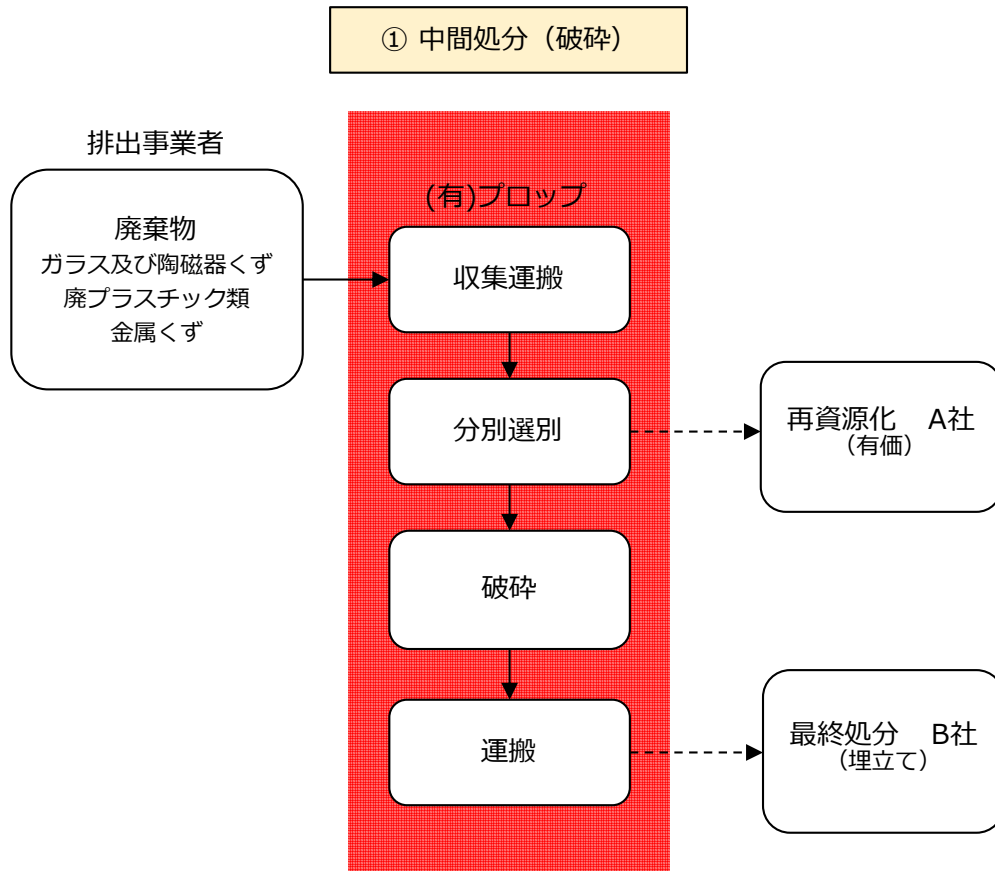 ① 中間処分（破砕）
排出事業者
廃棄物
ガラス及び陶磁器くず
廃プラスチック類
金属くず
(有)プロップ
収集運搬
分別選別
再資源化　A社
（有価）
破砕
運搬
最終処分　B社
（埋立て）